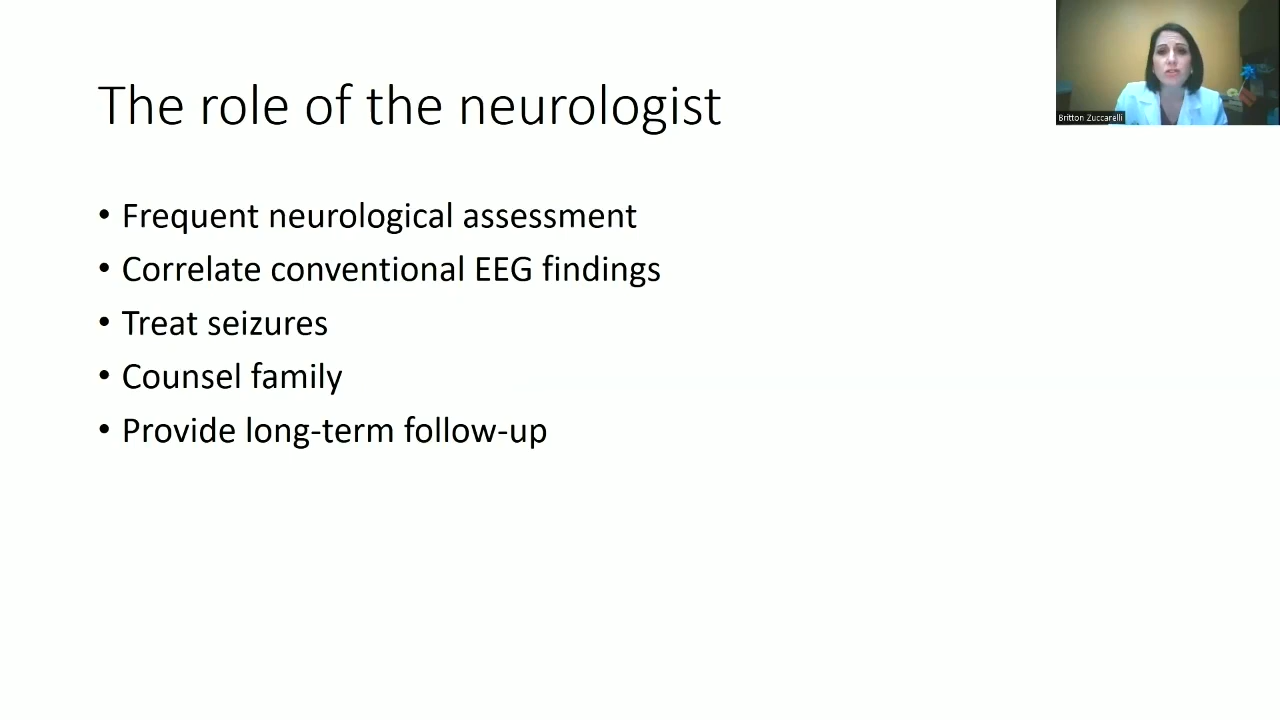 The role of the neurologist
• Frequent neurological assessment
• Correlate conventional EEG findings
• Treat seizures
• Counsel family
• Provide long-term follow-up
Britton Zuccarelli